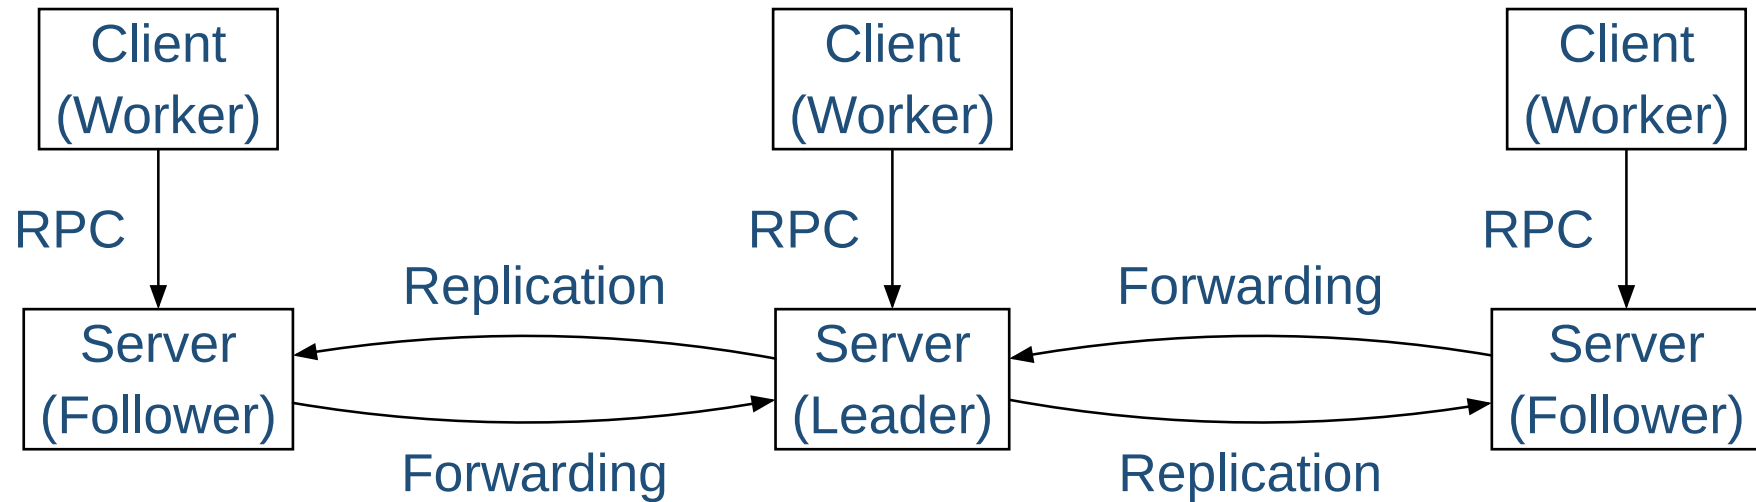 Client
(Worker)
Client
(Worker)
Client
(Worker)
RPC
RPC
RPC
Replication
Forwarding
Server
(Follower)
Server
(Leader)
Server
(Follower)
Forwarding
Replication